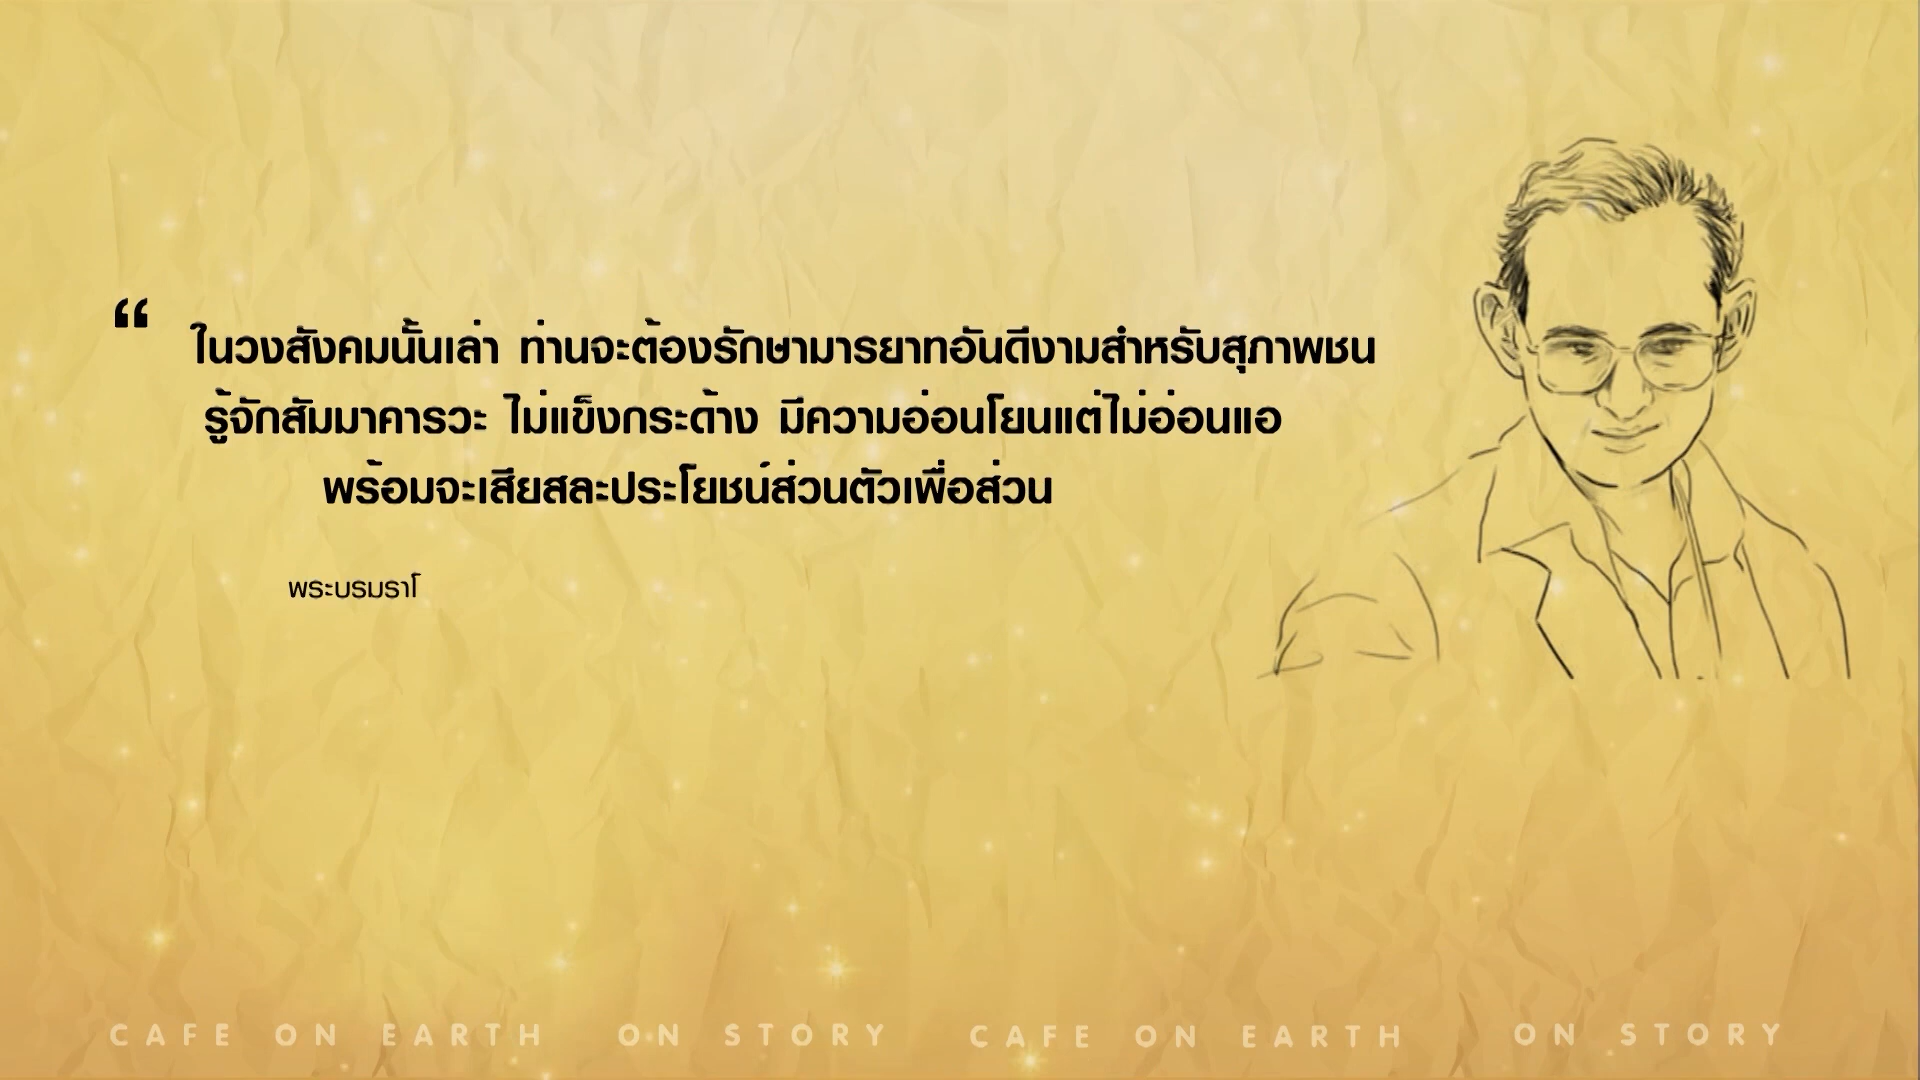 “ ในวงสังคมนั้นเล่า ท่านจะต้องรักษามารยาทอันดีงามสำหรับสุภาพชน
รู้จักสัมมาคารวะ ไม่แข็งกระด้าง มีความอ่อนโยนแต่ไม่อ่อนแอ
พร้อมจะเสียสละประโยชน์ส่วนตัวเพื่อส่วน
พระบรมราโ
CAFE ON EARTH ON STORY CAFE ON EARTH ON STORY